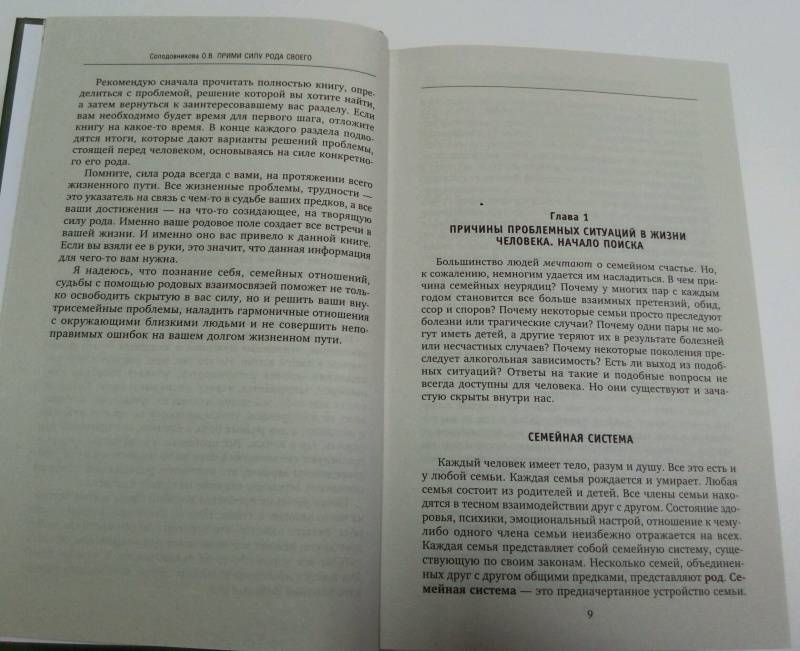 Солодовникова О.В. ПРИМИ СИЛУ РОДА СВОЕГО
Рекомендую сначала прочитать полностью книгу, опре-
делиться с проблемой, решение которой вы хотите найти,
а затем вернуться к заинтересовавшему вас разделу. Если
вам необходимо будет время для первого шага, отложите
книгу на какое-то время. В конце каждого раздела подво-
дятся итоги, которые дают варианты решений проблемы,
стоящей перед человеком, основываясь на силе конкретно-
го его рода.
Помните, сила рода всегда с вами, на протяжении всего
жизненного пути. Все жизненные проблемы, трудности —
это указатель на связь с чем-то в судьбе ваших предков, а все
ваши достижения — на что-то созидающее, на творящую
силу рода. Именно ваше родовое поле создает все встречи в
вашей жизни. И именно оно вас привело к данной книге.
Если вы взяли ее в руки, это значит, что данная информация
для чего-то вам нужна.
Я надеюсь, что познание себя, семейных отношений,
судьбы с помощью родовых взаимосвязей поможет не толь-
ко освободить скрытую в вас силу, но и решить ваши вну-
трисемейные проблемы, наладить гармоничные отношения
с окружающими близкими людьми и не совершить непо-
правимых ошибок на вашем долгом жизненном пути.
Глава 1
ПРИЧИНЫ ПРОБЛЕМНЫХ СИТУАЦИЙ В ЖИЗНИ
ЧЕЛОВЕКА. НАЧАЛО ПОИСКА
Большинство людей мечтают о семейном счастье. Но,
к сожалению, немногим удается им насладиться. В чем при-
чина семейных неурядиц? Почему у многих пар с каждым
годом становится все больше взаимных претензий, обид,
ссор и споров? Почему некоторые семьи просто преследуют
болезни или трагические случаи? Почему одни пары не мо-
гут иметь детей, а другие теряют их в результате болезней
или несчастных случаев? Почему некоторые поколения пре-
следует алкогольная зависимость? Есть ли выход из подоб-
ных ситуаций? Ответы на такие и подобные вопросы не
всегда доступны для человека. Но они существуют и зача-
стую скрыты внутри нас.
СЕМЕЙНАЯ СИСТЕМА
Каждый человек имеет тело, разум и душу. Все это есть и
у любой семьи. Каждая семья рождается и умирает. Любая
семья состоит из родителей и детей. Все члены семьи нахо-
дятся в тесном взаимодействии друг с другом. Состояние здо-
ровья, психики, эмоциональный настрой, отношение к чему-
либо одного члена семьи неизбежно отражается на всех.
Каждая семья представляет собой семейную систему, суще-
ствующую по своим законам. Несколько семей, объединен-
ных друг с другом общими предками, представляют род. Се-
мейная система — это предначертанное устройство семьи.
9